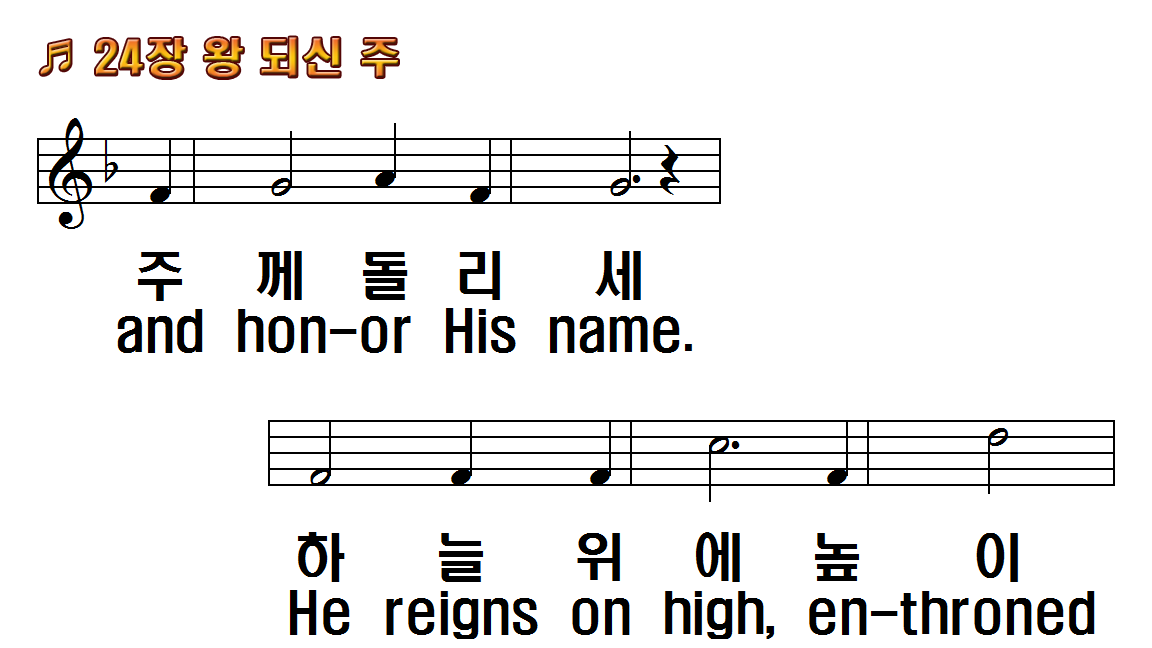 ♬ 24장 왕 되신 주
주 께 돌 리 세
and hon-or His name.
하 늘 위 에 높 이
He reigns on high, en-throned